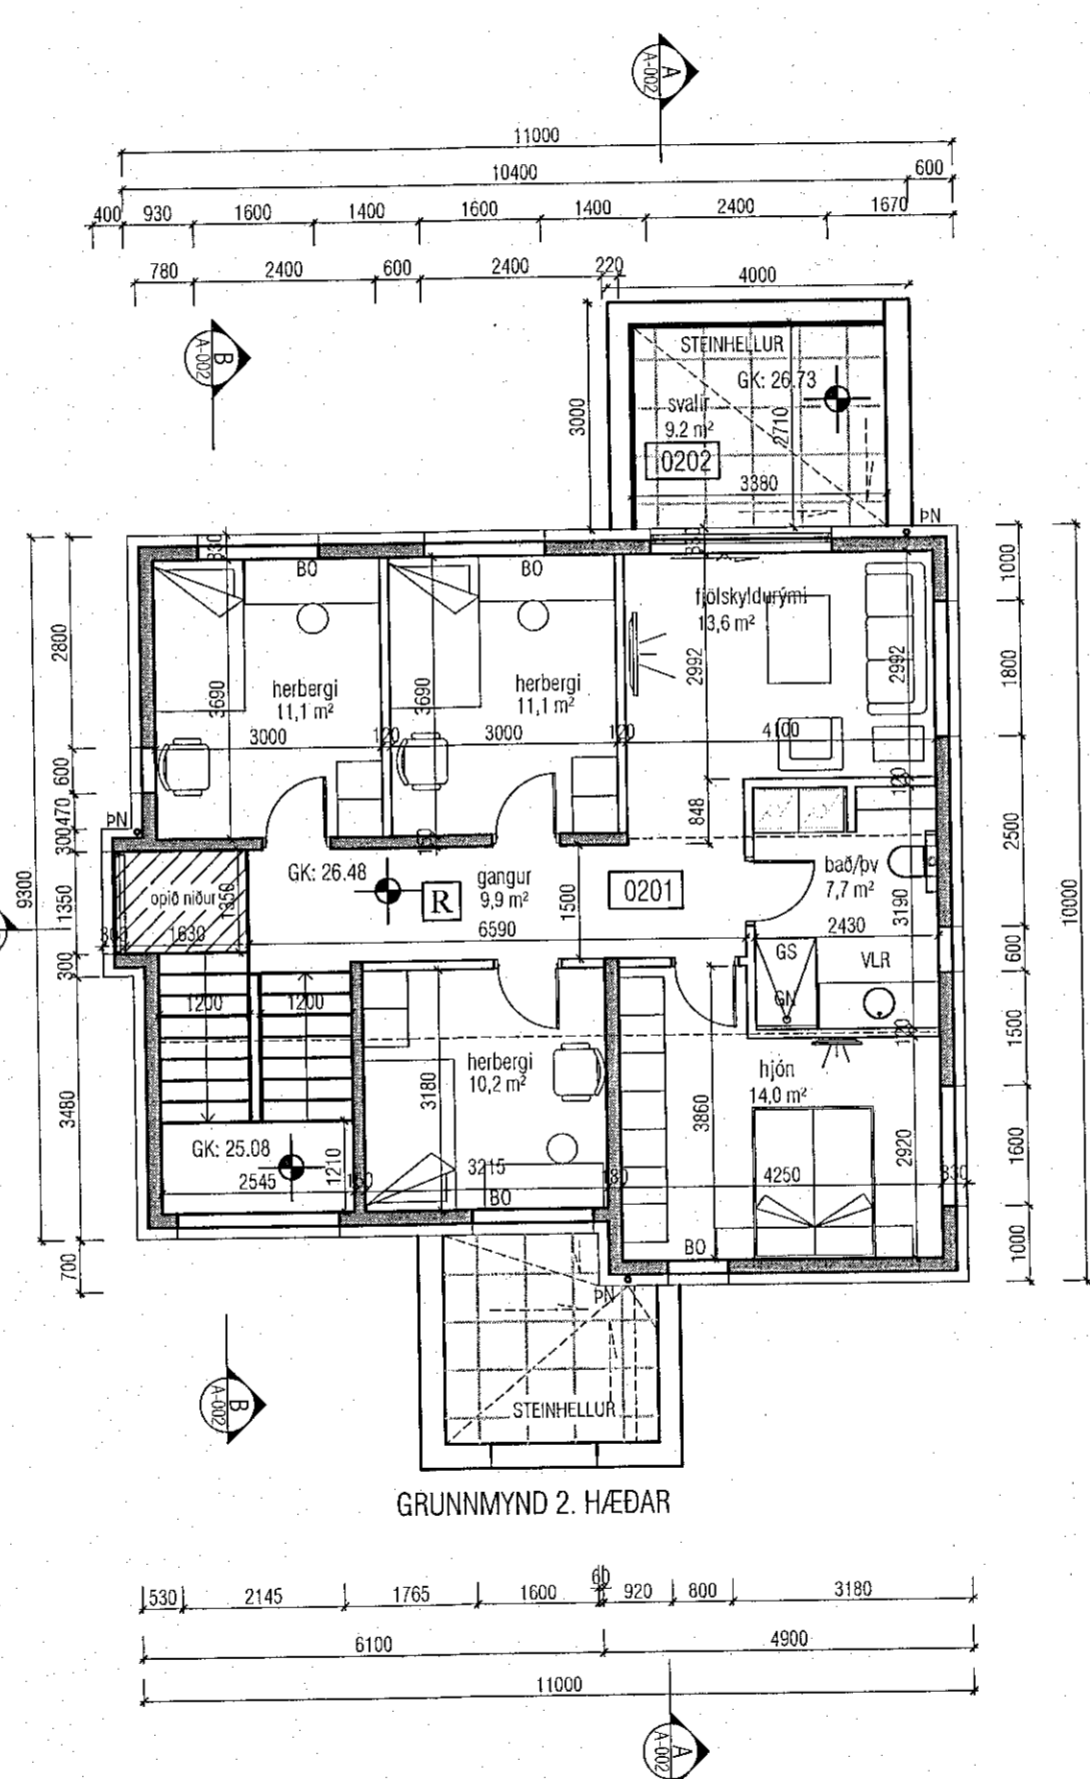 A
A-002
11000
10400 600
400 930 1600 1400 1600 1400 2400 1670
780 2400 600 2400 220 4000
B
A-002
STEINHELLUR
GK: 26.73
svalir
9.2 m²
0202
3000
2710
3380
ÞN
330
BO
BO
fjölskyldurými
13,6 m²
2992
2992
herbergi
11,1 m²
herbergi
11,1 m²
3690
3690
3000 120 3000 120 4100
848
120
ÞN
2800
600
470
300
1350
300
3480
700
9300
1000
1800
2500
600
1500
1600
1000
10000
opið niður
1350
GK: 26.48
R
gangur
9,9 m²
1500
0201
bað/þv
7,7 m²
3190
300 1630
6590
2430
GS
VLR
GN
1200 1200
120
herbergi
10,2 m²
hjón
14,0 m²
3180
3860
2920
GK: 25.08
1210
2545
3215
180
4250
330
BO
BO
ÞN
STEINHELLUR
B
A-002
GRUNNMYND 2. HÆÐAR
530 2145 1765 1600 60 920 800 3180
6100 4900
11000
A
A-002